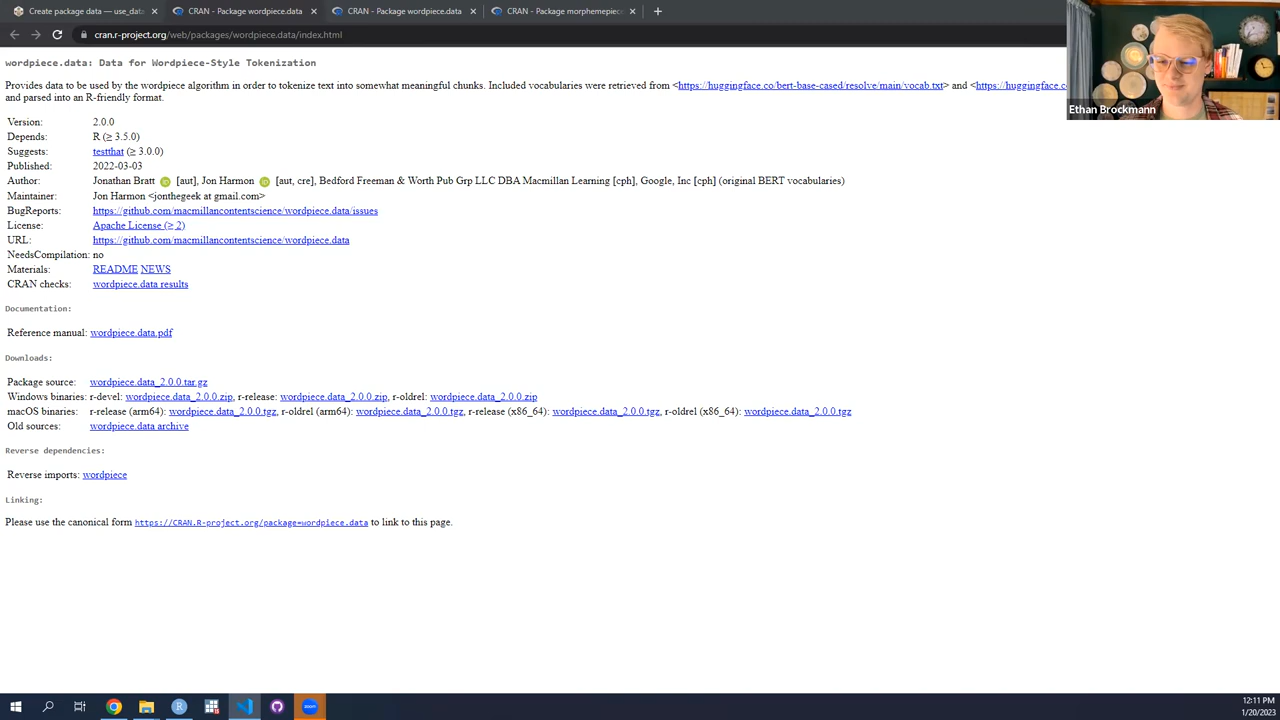 Create package data — use_dat
CRAN - Package wordpiece.data
CRAN - Package wordpiece.data
CRAN - Package morphemepiece
cran.r-project.org/web/packages/wordpiece.data/index.html
wordpiece.data: Data for Wordpiece-Style Tokenization
Provides data to be used by the wordpiece algorithm in order to tokenize text into somewhat meaningful chunks. Included vocabularies were retrieved from <https://huggingface.co/bert-base-cased/resolve/main/vocab.txt> and <https://huggingface.c
and parsed into an R-friendly format.
Version: 2.0.0
Depends: R (≥ 3.5.0)
Suggests: testthat (≥ 3.0.0)
Published: 2022-03-03
Author: Jonathan Bratt iD [aut], Jon Harmon iD [aut, cre], Bedford Freeman & Worth Pub Grp LLC DBA Macmillan Learning [cph], Google, Inc [cph] (original BERT vocabularies)
Maintainer: Jon Harmon <jonthegeek at gmail.com>
BugReports: https://github.com/macmillancontentscience/wordpiece.data/issues
License: Apache License (≥ 2)
URL: https://github.com/macmillancontentscience/wordpiece.data
NeedsCompilation: no
Materials: README NEWS
CRAN checks: wordpiece.data results
Documentation:
Reference manual: wordpiece.data.pdf
Downloads:
Package source: wordpiece.data_2.0.0.tar.gz
Windows binaries: r-devel: wordpiece.data_2.0.0.zip, r-release: wordpiece.data_2.0.0.zip, r-oldrel: wordpiece.data_2.0.0.zip
macOS binaries: r-release (arm64): wordpiece.data_2.0.0.tgz, r-oldrel (arm64): wordpiece.data_2.0.0.tgz, r-release (x86_64): wordpiece.data_2.0.0.tgz, r-oldrel (x86_64): wordpiece.data_2.0.0.tgz
Old sources: wordpiece.data archive
Reverse dependencies:
Reverse imports: wordpiece
Linking:
Please use the canonical form https://CRAN.R-project.org/package=wordpiece.data to link to this page.
Ethan Brockmann
zoom
12:11 PM
1/20/2023